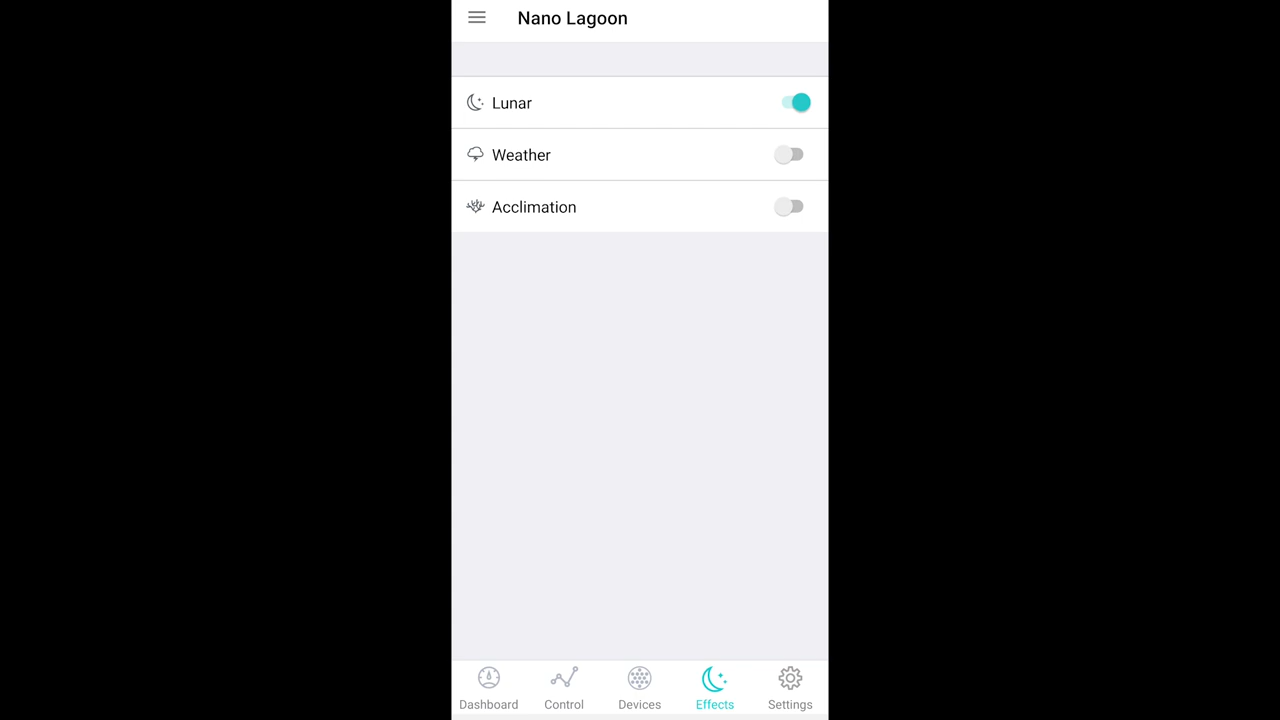 Nano Lagoon
Lunar
Weather
Acclimation
Dashboard Control Devices Effects Settings